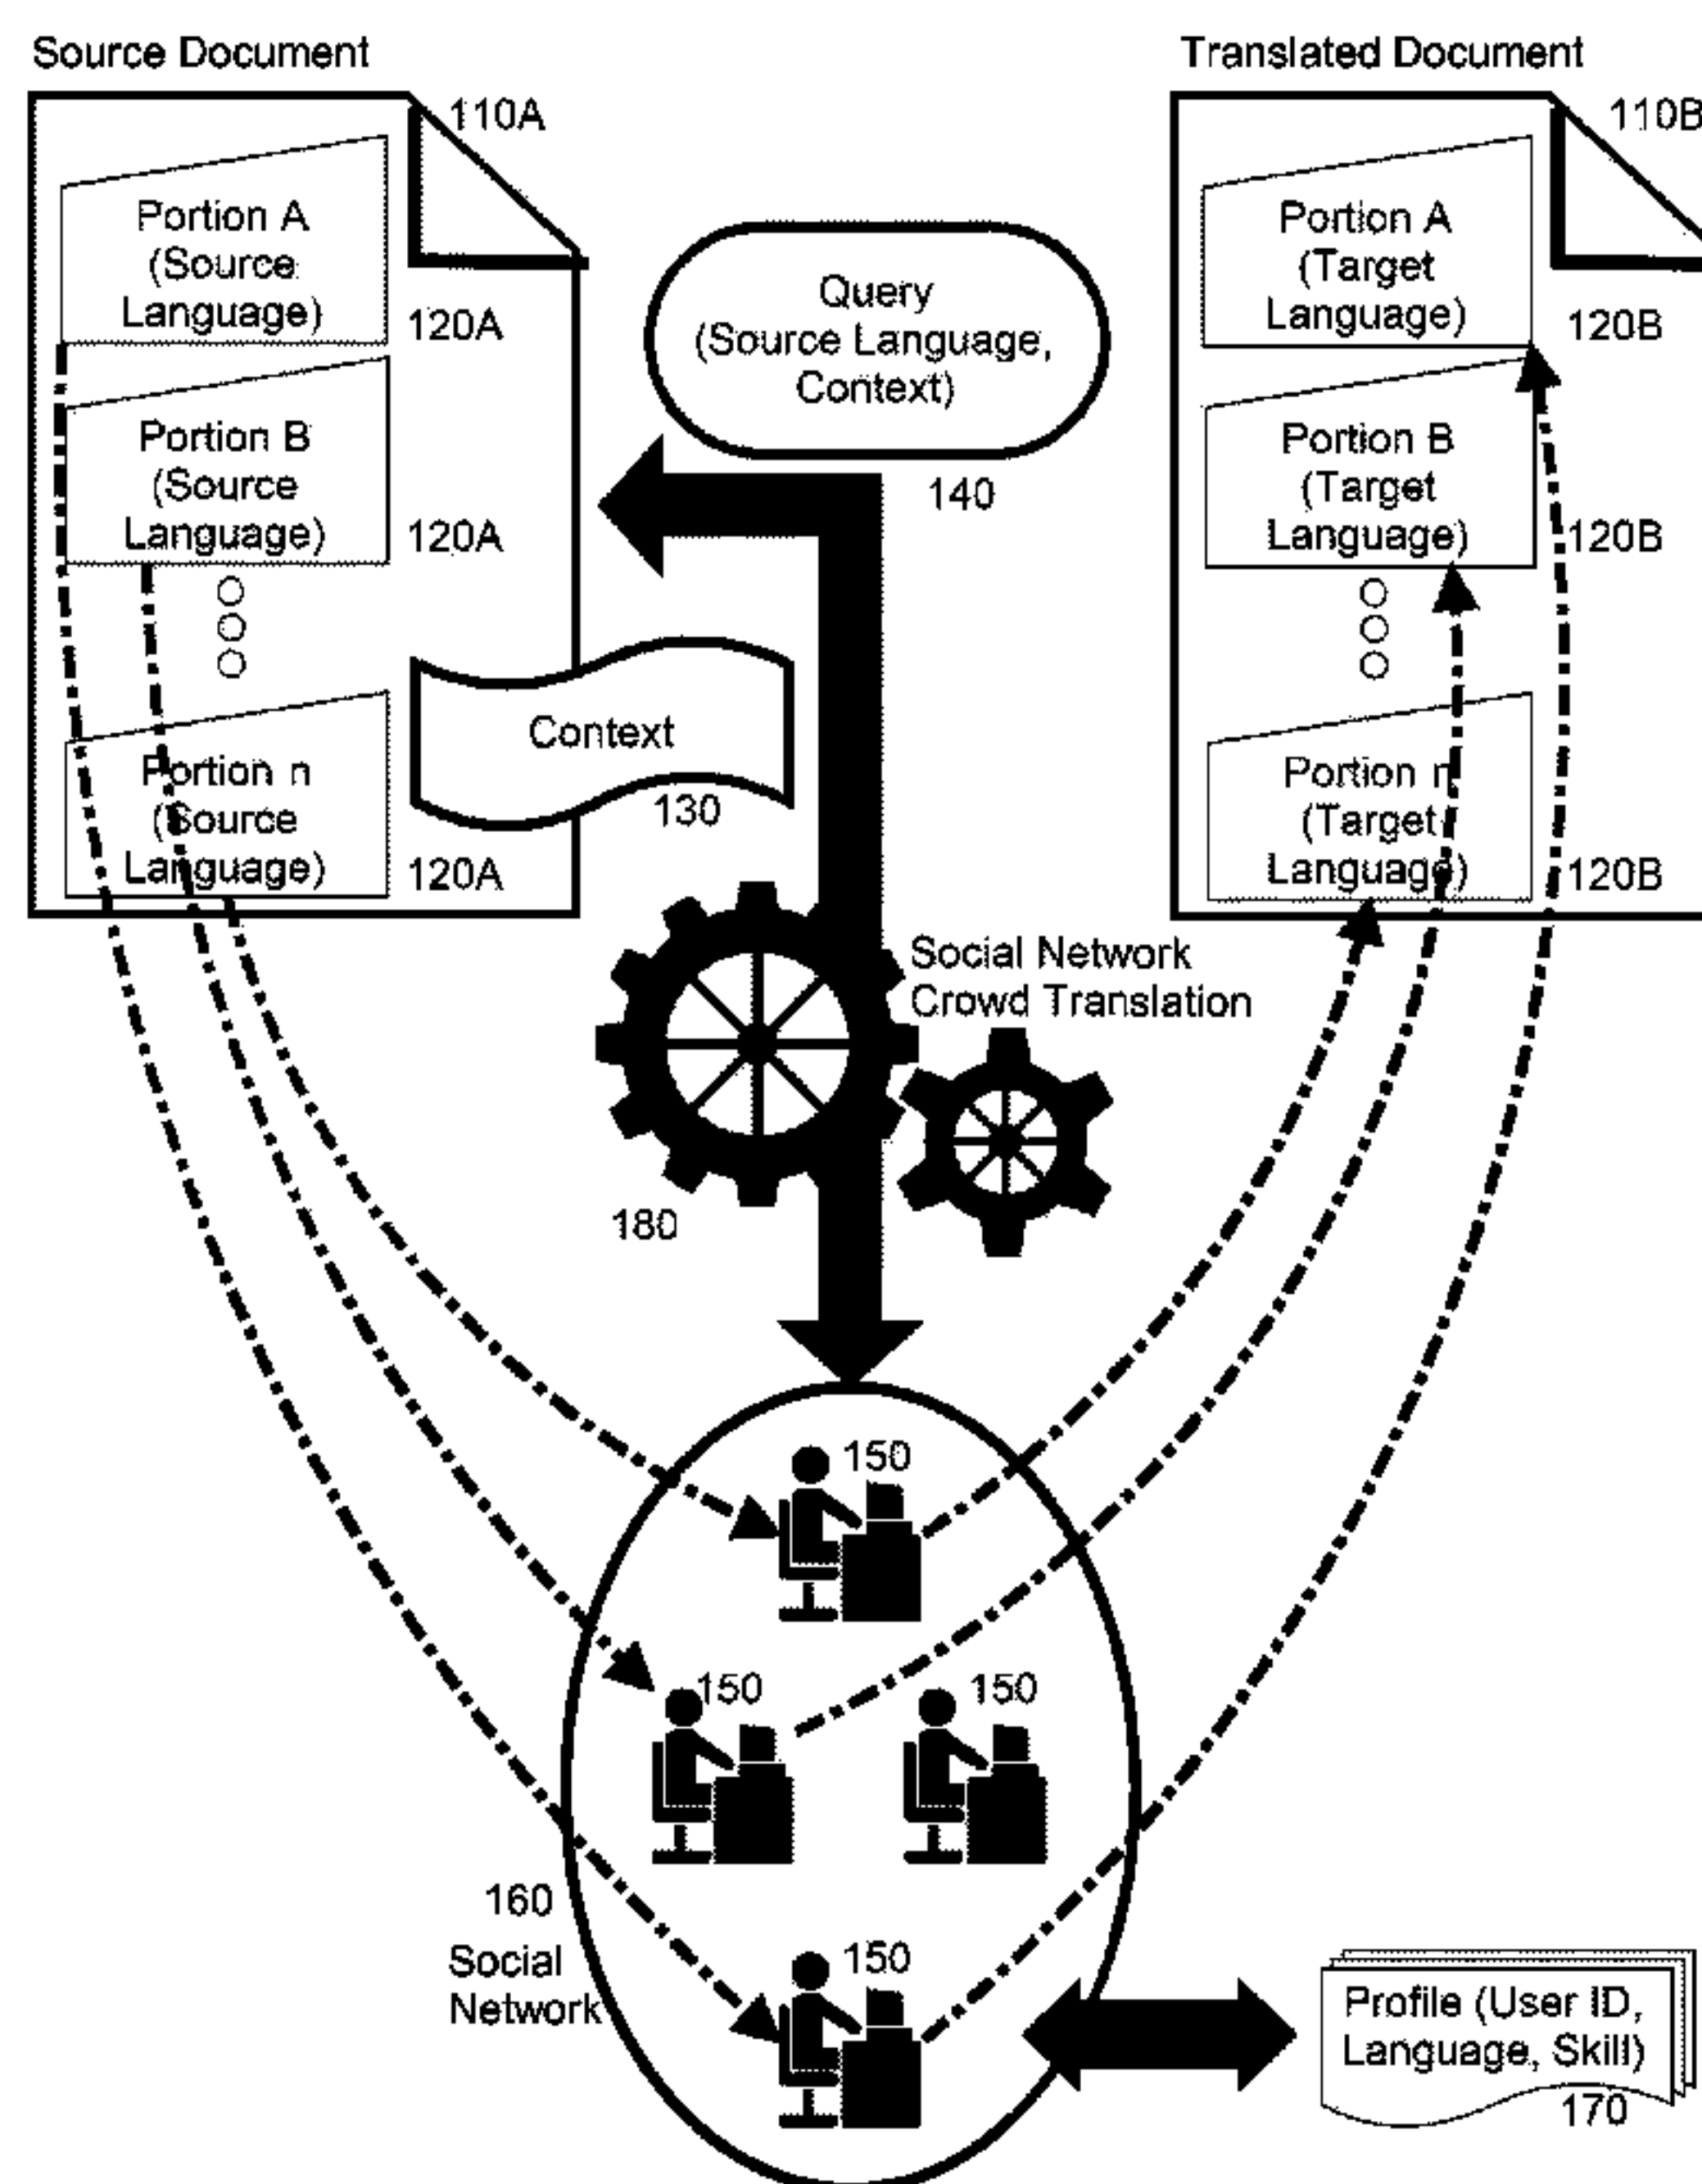 Source Document
110A
Portion A
(Source
Language)
120A
Portion B
(Source
Language)
120A
Portion n
(Source
Language)
120A
Context
130
Query
(Source Language,
Context)
140
Translated Document
110B
Portion A
(Target
Language)
120B
Portion B
(Target
Language)
120B
Portion n
(Target
Language)
120B
Social Network
Crowd Translation
180
150
150
150
150
160
Social
Network
Profile (User ID,
Language, Skill)
170